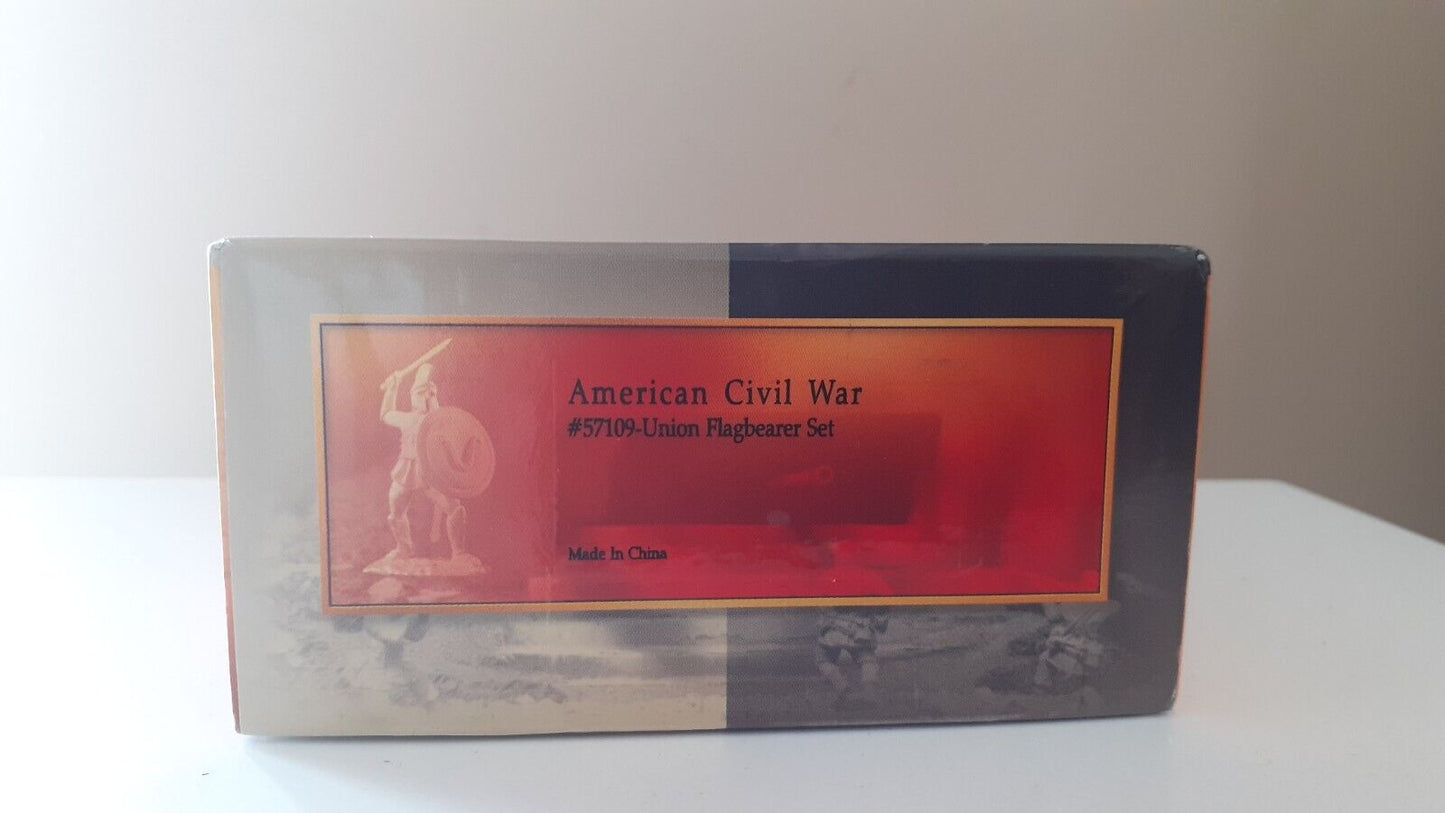 American Civil War
#57109-Union Flagbearer Set
Made In China